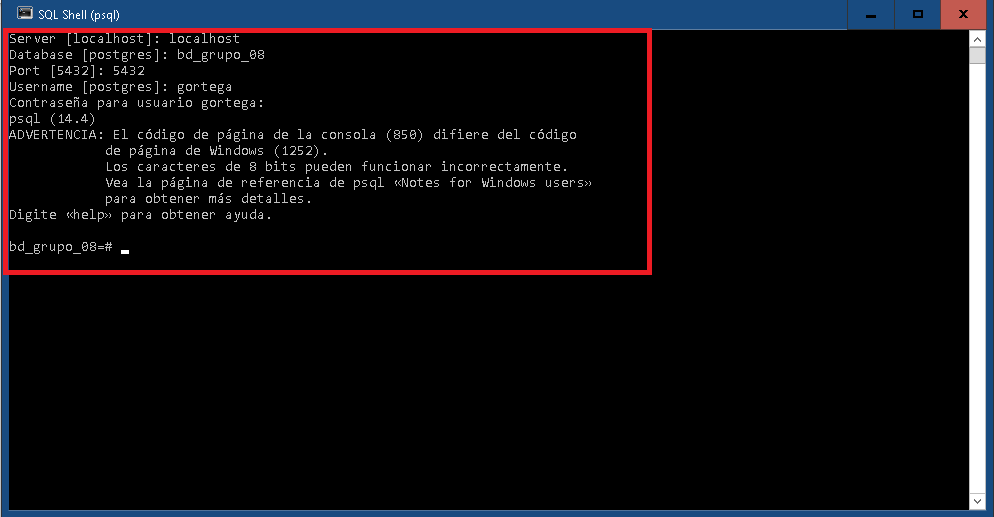 SQL Shell (psql)
Server [localhost]: localhost
Database [postgres]: bd_grupo_08
Port [5432]: 5432
Username [postgres]: gortega
Contraseña para usuario gortega:
psql (14.4)
ADVERTENCIA: El código de página de la consola (850) difiere del código
de página de Windows (1252).
Los caracteres de 8 bits pueden funcionar incorrectamente.
Vea la página de referencia de psql «Notes for Windows users»
para obtener más detalles.
Digite «help» para obtener ayuda.
bd_grupo_08=#